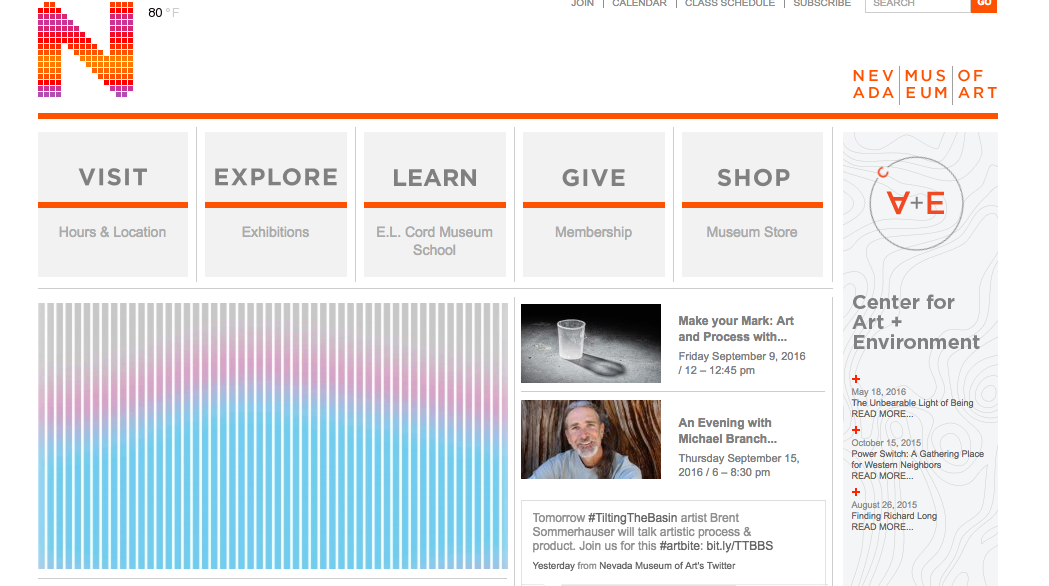 80 °F
JOIN | CALENDAR | CLASS SCHEDULE | SUBSCRIBE
SEARCH
GO
NEV|MUS|OF
ADA|EUM|ART
VISIT
Hours & Location
EXPLORE
Exhibitions
LEARN
E.L. Cord Museum
School
GIVE
Membership
SHOP
Museum Store
Make your Mark: Art
and Process with...
Friday September 9, 2016
/ 12 – 12:45 pm
An Evening with
Michael Branch...
Thursday September 15,
2016 / 6 – 8:30 pm
Tomorrow #TiltingTheBasin artist Brent
Sommerhauser will talk artistic process &
product. Join us for this #artbite: bit.ly/TTBBS
Yesterday from Nevada Museum of Art's Twitter
∀+E
Center for
Art +
Environment
+
May 18, 2016
The Unbearable Light of Being
READ MORE...
+
October 15, 2015
Power Switch: A Gathering Place
for Western Neighbors
READ MORE...
+
August 26, 2015
Finding Richard Long
READ MORE...